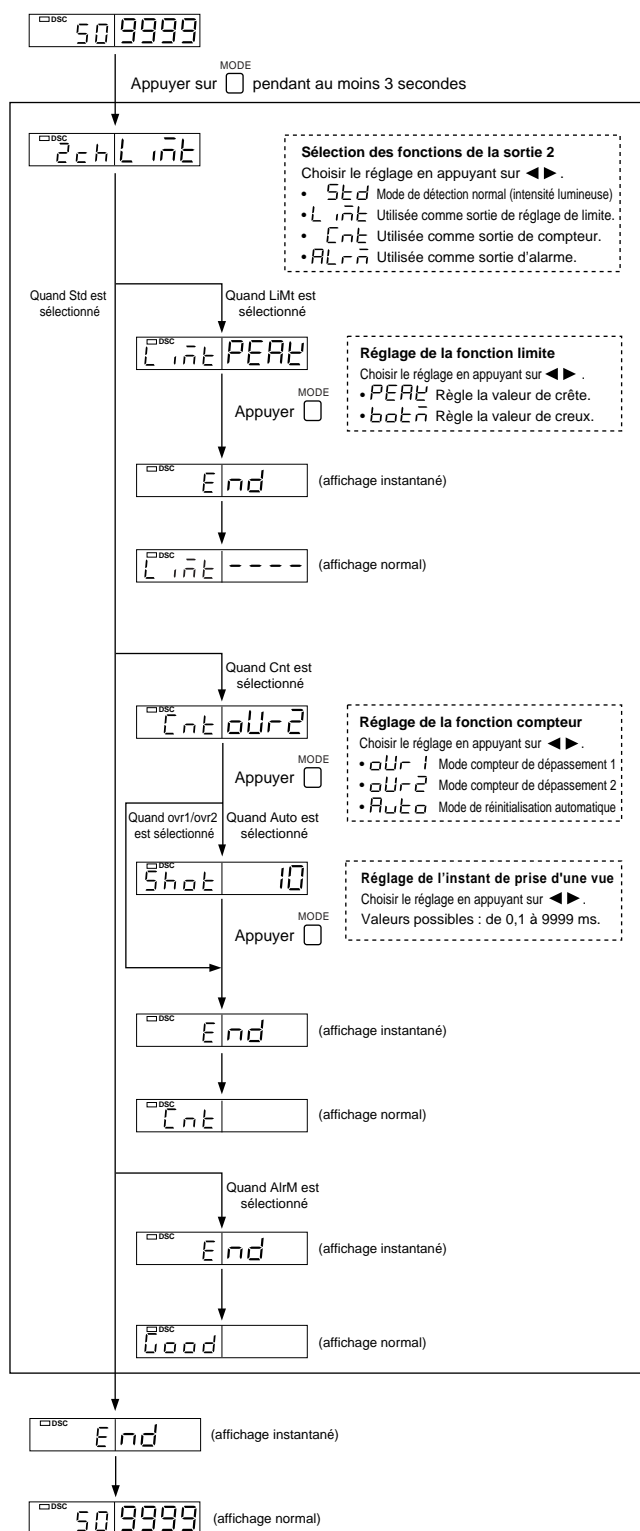 DSC
50 9999
MODE
Appuyer sur pendant au moins 3 secondes
DSC
2ch LiMt
Sélection des fonctions de la sortie 2
Choisir le réglage en appuyant sur ◀ ▶ .
• Std Mode de détection normal (intensité lumineuse)
• LiMt Utilisée comme sortie de réglage de limite.
• Cnt Utilisée comme sortie de compteur.
• ALrM Utilisée comme sortie d'alarme.
Quand Std est
sélectionné
Quand LiMt est
sélectionné
DSC
LiMt PEAK
MODE
Appuyer
Réglage de la fonction limite
Choisir le réglage en appuyant sur ◀ ▶ .
• PEAK Règle la valeur de crête.
• botM Règle la valeur de creux.
DSC
End
(affichage instantané)
DSC
LiMt ----
(affichage normal)
Quand Cnt est
sélectionné
DSC
Cnt oVr2
MODE
Appuyer
Réglage de la fonction compteur
Choisir le réglage en appuyant sur ◀ ▶.
• oVr1 Mode compteur de dépassement 1
• oVr2 Mode compteur de dépassement 2
• Auto Mode de réinitialisation automatique
Quand ovr1/ovr2
est sélectionné
Quand Auto est
sélectionné
DSC
Shot 10
MODE
Appuyer
Réglage de l'instant de prise d'une vue
Choisir le réglage en appuyant sur ◀ ▶ .
Valeurs possibles : de 0,1 à 9999 ms.
DSC
End
(affichage instantané)
DSC
Cnt
(affichage normal)
Quand AlrM est
sélectionné
DSC
End
(affichage instantané)
DSC
Good
(affichage normal)
DSC
End
(affichage instantané)
DSC
50 9999
(affichage normal)